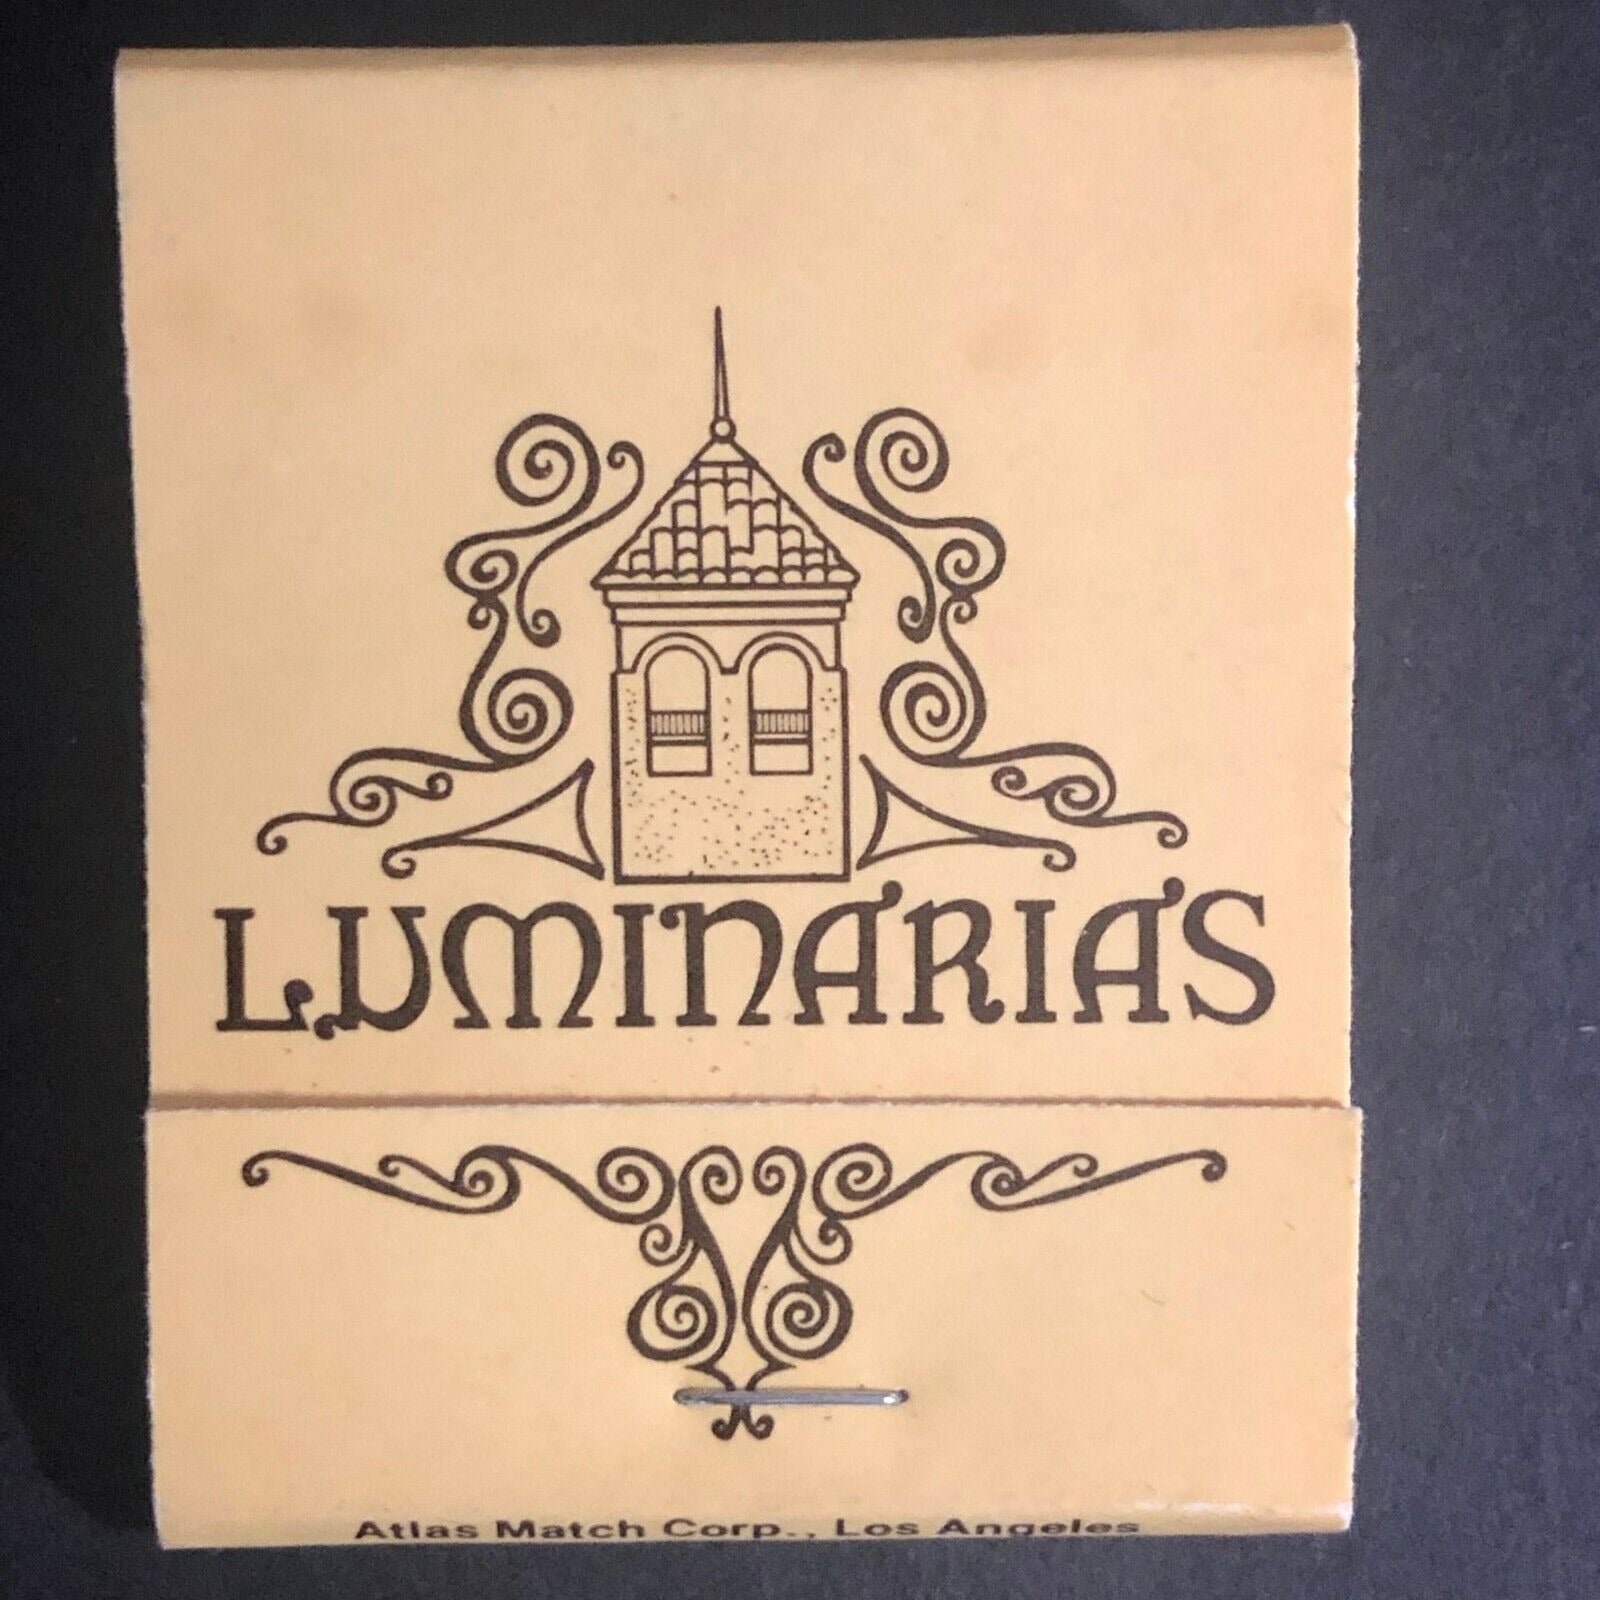 LUMINARIAS
Atlas Match Corp., Los Angeles